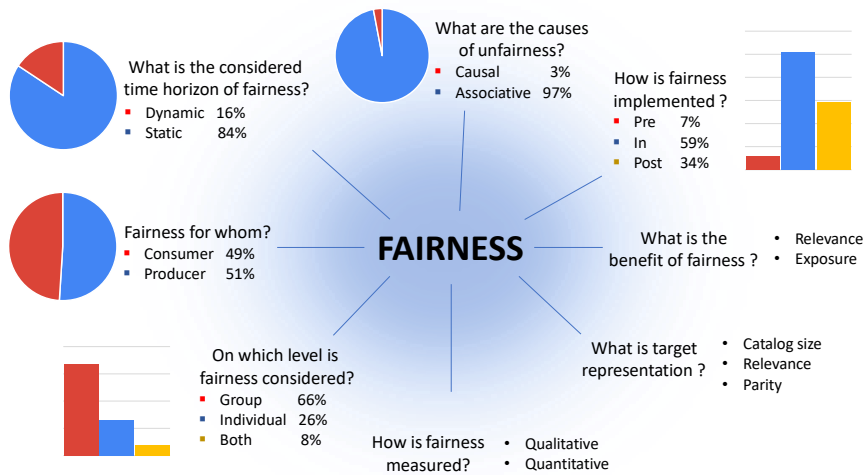 What are the causes
of unfairness?
Causal 3%
Associative 97%
What is the considered
time horizon of fairness?
Dynamic 16%
Static 84%
How is fairness
implemented ?
Pre 7%
In 59%
Post 34%
Fairness for whom?
Consumer 49%
Producer 51%
FAIRNESS
What is the
benefit of fairness ?
• Relevance
• Exposure
On which level is
fairness considered?
Group 66%
Individual 26%
Both 8%
What is target
representation ?
• Catalog size
• Relevance
• Parity
How is fairness
measured?
• Qualitative
• Quantitative